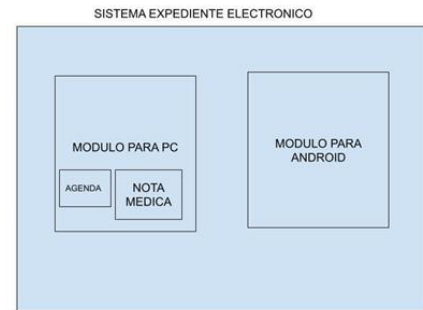 SISTEMA EXPEDIENTE ELECTRONICO
MODULO PARA PC
AGENDA
NOTA
MEDICA
MODULO PARA
ANDROID